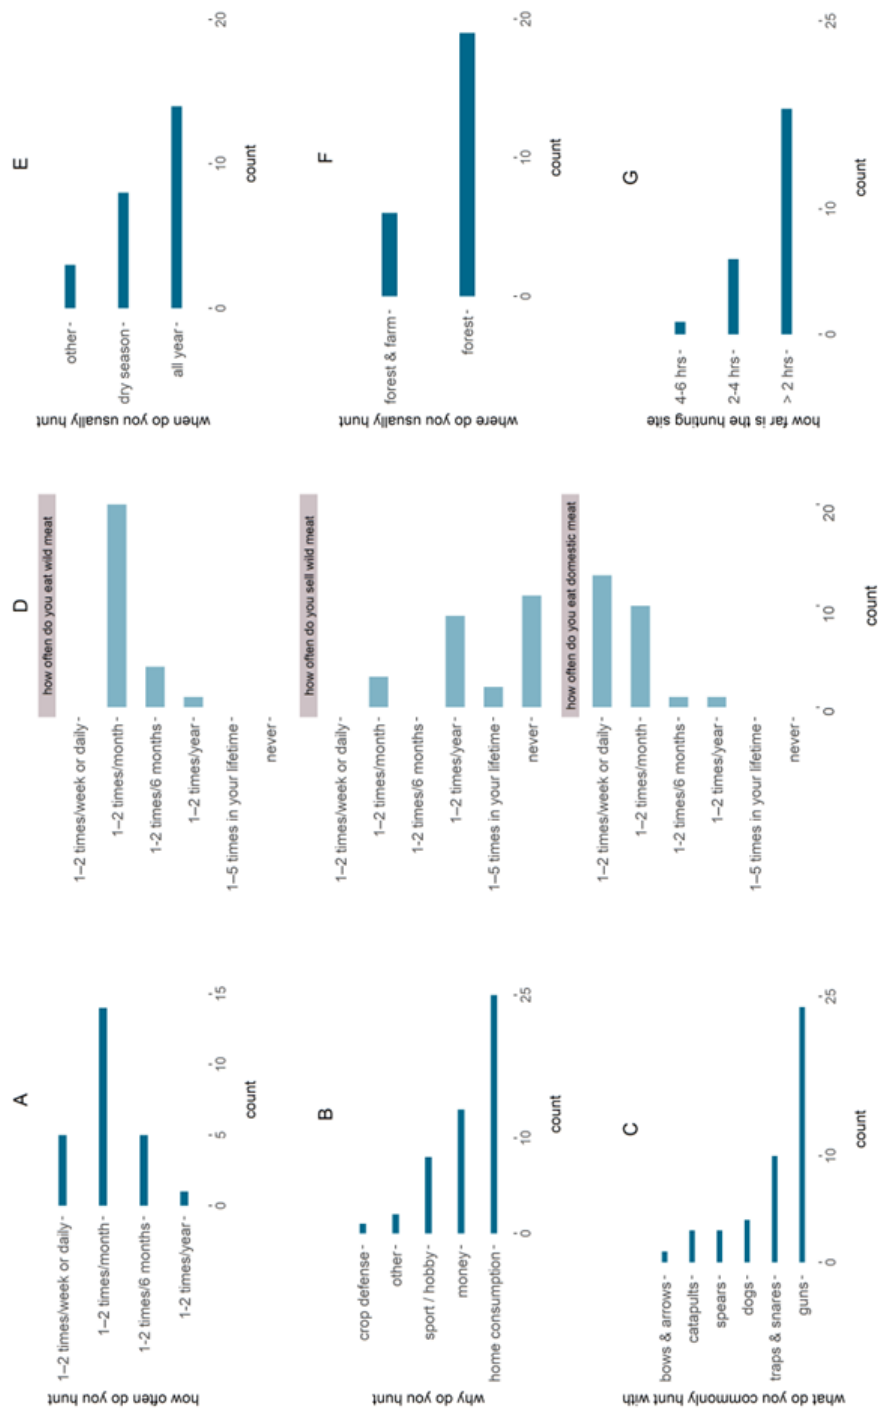 A
how often do you hunt
1–2 times/week or daily
1–2 times/month
1-2 times/6 months
1-2 times/year
0 5 10 15
count
B
why do you hunt
crop defense
other
sport / hobby
money
home consumption
0 10 25
count
C
what do you commonly hunt with
bows & arrows
catapults
spears
dogs
traps & snares
guns
0 10 25
count
D
how often do you eat wild meat
1–2 times/week or daily
1–2 times/month
1-2 times/6 months
1–2 times/year
1–5 times in your lifetime
never
how often do you sell wild meat
1–2 times/week or daily
1–2 times/month
1-2 times/6 months
1–2 times/year
1–5 times in your lifetime
never
how often do you eat domestic meat
1–2 times/week or daily
1–2 times/month
1-2 times/6 months
1–2 times/year
1–5 times in your lifetime
never
0 10 20
count
E
when do you usually hunt
other
dry season
all year
0 10 20
count
F
where do you usually hunt
forest & farm
forest
0 10 20
count
G
how far is the hunting site
4-6 hrs
2-4 hrs
> 2 hrs
0 10 25
count